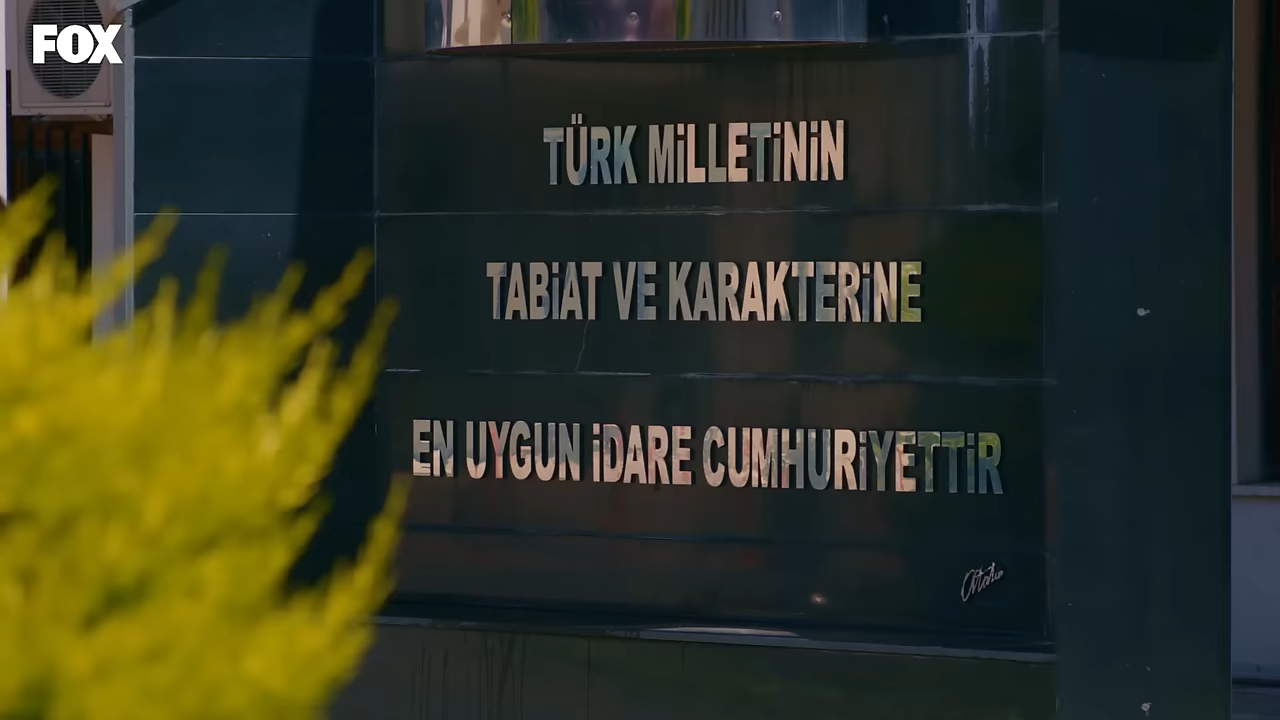 FOX
TÜRK MİLLETİNİN
TABİAT VE KARAKTERİNE
EN UYGUN İDARE CUMHURİYETTİR